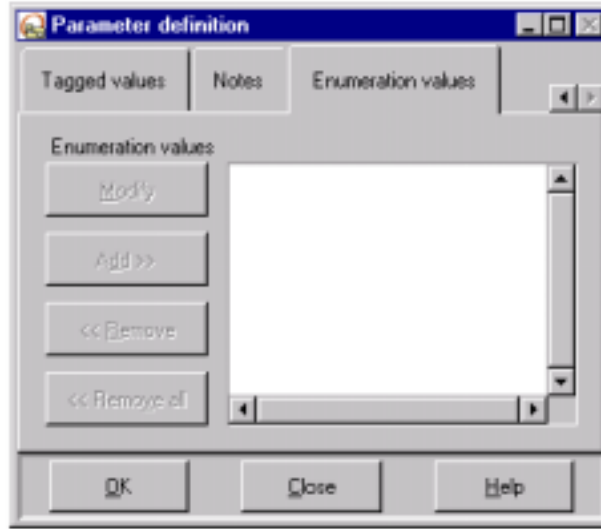 Parameter definition
Tagged values Notes Enumeration values
Enumeration values
Modify
Add >>
<< Remove
<< Remove all
OK Close Help